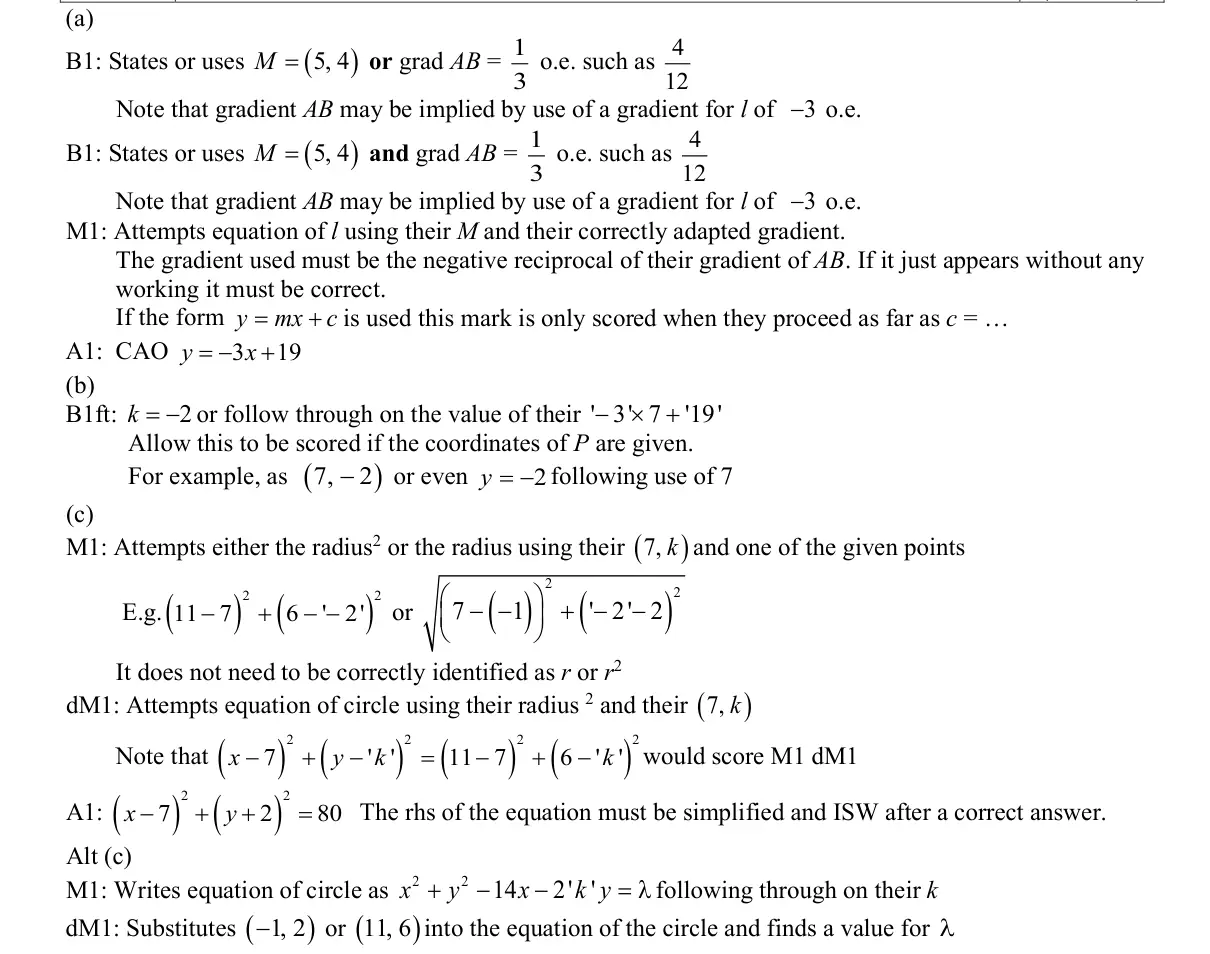 (a)
B1: States or uses M = (5, 4) or grad AB = 1/3 o.e. such as 4/12
Note that gradient AB may be implied by use of a gradient for l of −3 o.e.
B1: States or uses M = (5, 4) and grad AB = 1/3 o.e. such as 4/12
Note that gradient AB may be implied by use of a gradient for l of −3 o.e.
M1: Attempts equation of l using their M and their correctly adapted gradient.
The gradient used must be the negative reciprocal of their gradient of AB. If it just appears without any
working it must be correct.
If the form y = mx + c is used this mark is only scored when they proceed as far as c = …
A1: CAO y = −3x + 19
(b)
B1ft: k = −2 or follow through on the value of their '− 3'× 7 + '19'
Allow this to be scored if the coordinates of P are given.
For example, as (7, − 2) or even y = −2 following use of 7
(c)
M1: Attempts either the radius² or the radius using their (7, k) and one of the given points
E.g. (11 − 7)² + (6 − '− 2')² or √((7 − (−1))² + ('− 2' − 2)²)
It does not need to be correctly identified as r or r²
dM1: Attempts equation of circle using their radius ² and their (7, k)
Note that (x − 7)² + (y − 'k')² = (11 − 7)² + (6 − 'k')² would score M1 dM1
A1: (x − 7)² + (y + 2)² = 80 The rhs of the equation must be simplified and ISW after a correct answer.
Alt (c)
M1: Writes equation of circle as x² + y² − 14x − 2'k'y = λ following through on their k
dM1: Substitutes (−1, 2) or (11, 6) into the equation of the circle and finds a value for λ